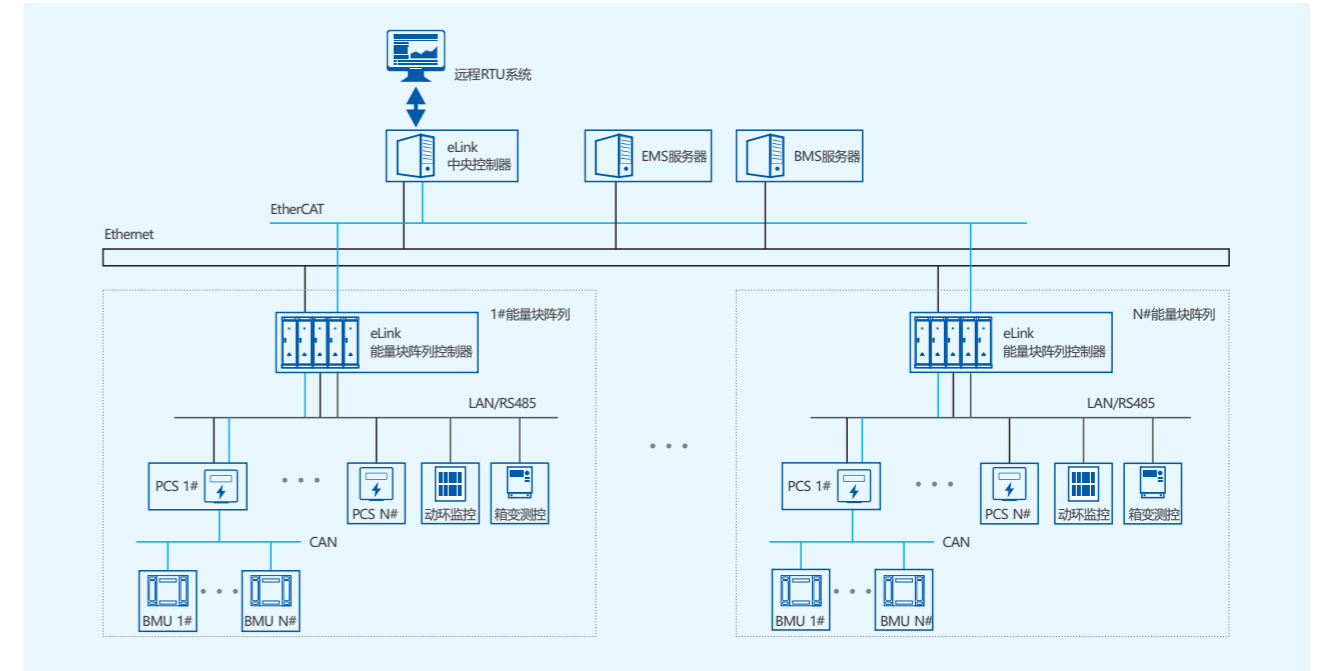 远程RTU系统
eLink
中央控制器
EMS服务器
BMS服务器
EtherCAT
Ethernet
1#能量块阵列
eLink
能量块阵列控制器
LAN/RS485
PCS 1#
PCS N#
动环监控
箱变测控
CAN
BMU 1#
BMU N#
N#能量块阵列
eLink
能量块阵列控制器
LAN/RS485
PCS 1#
PCS N#
动环监控
箱变测控
CAN
BMU 1#
BMU N#